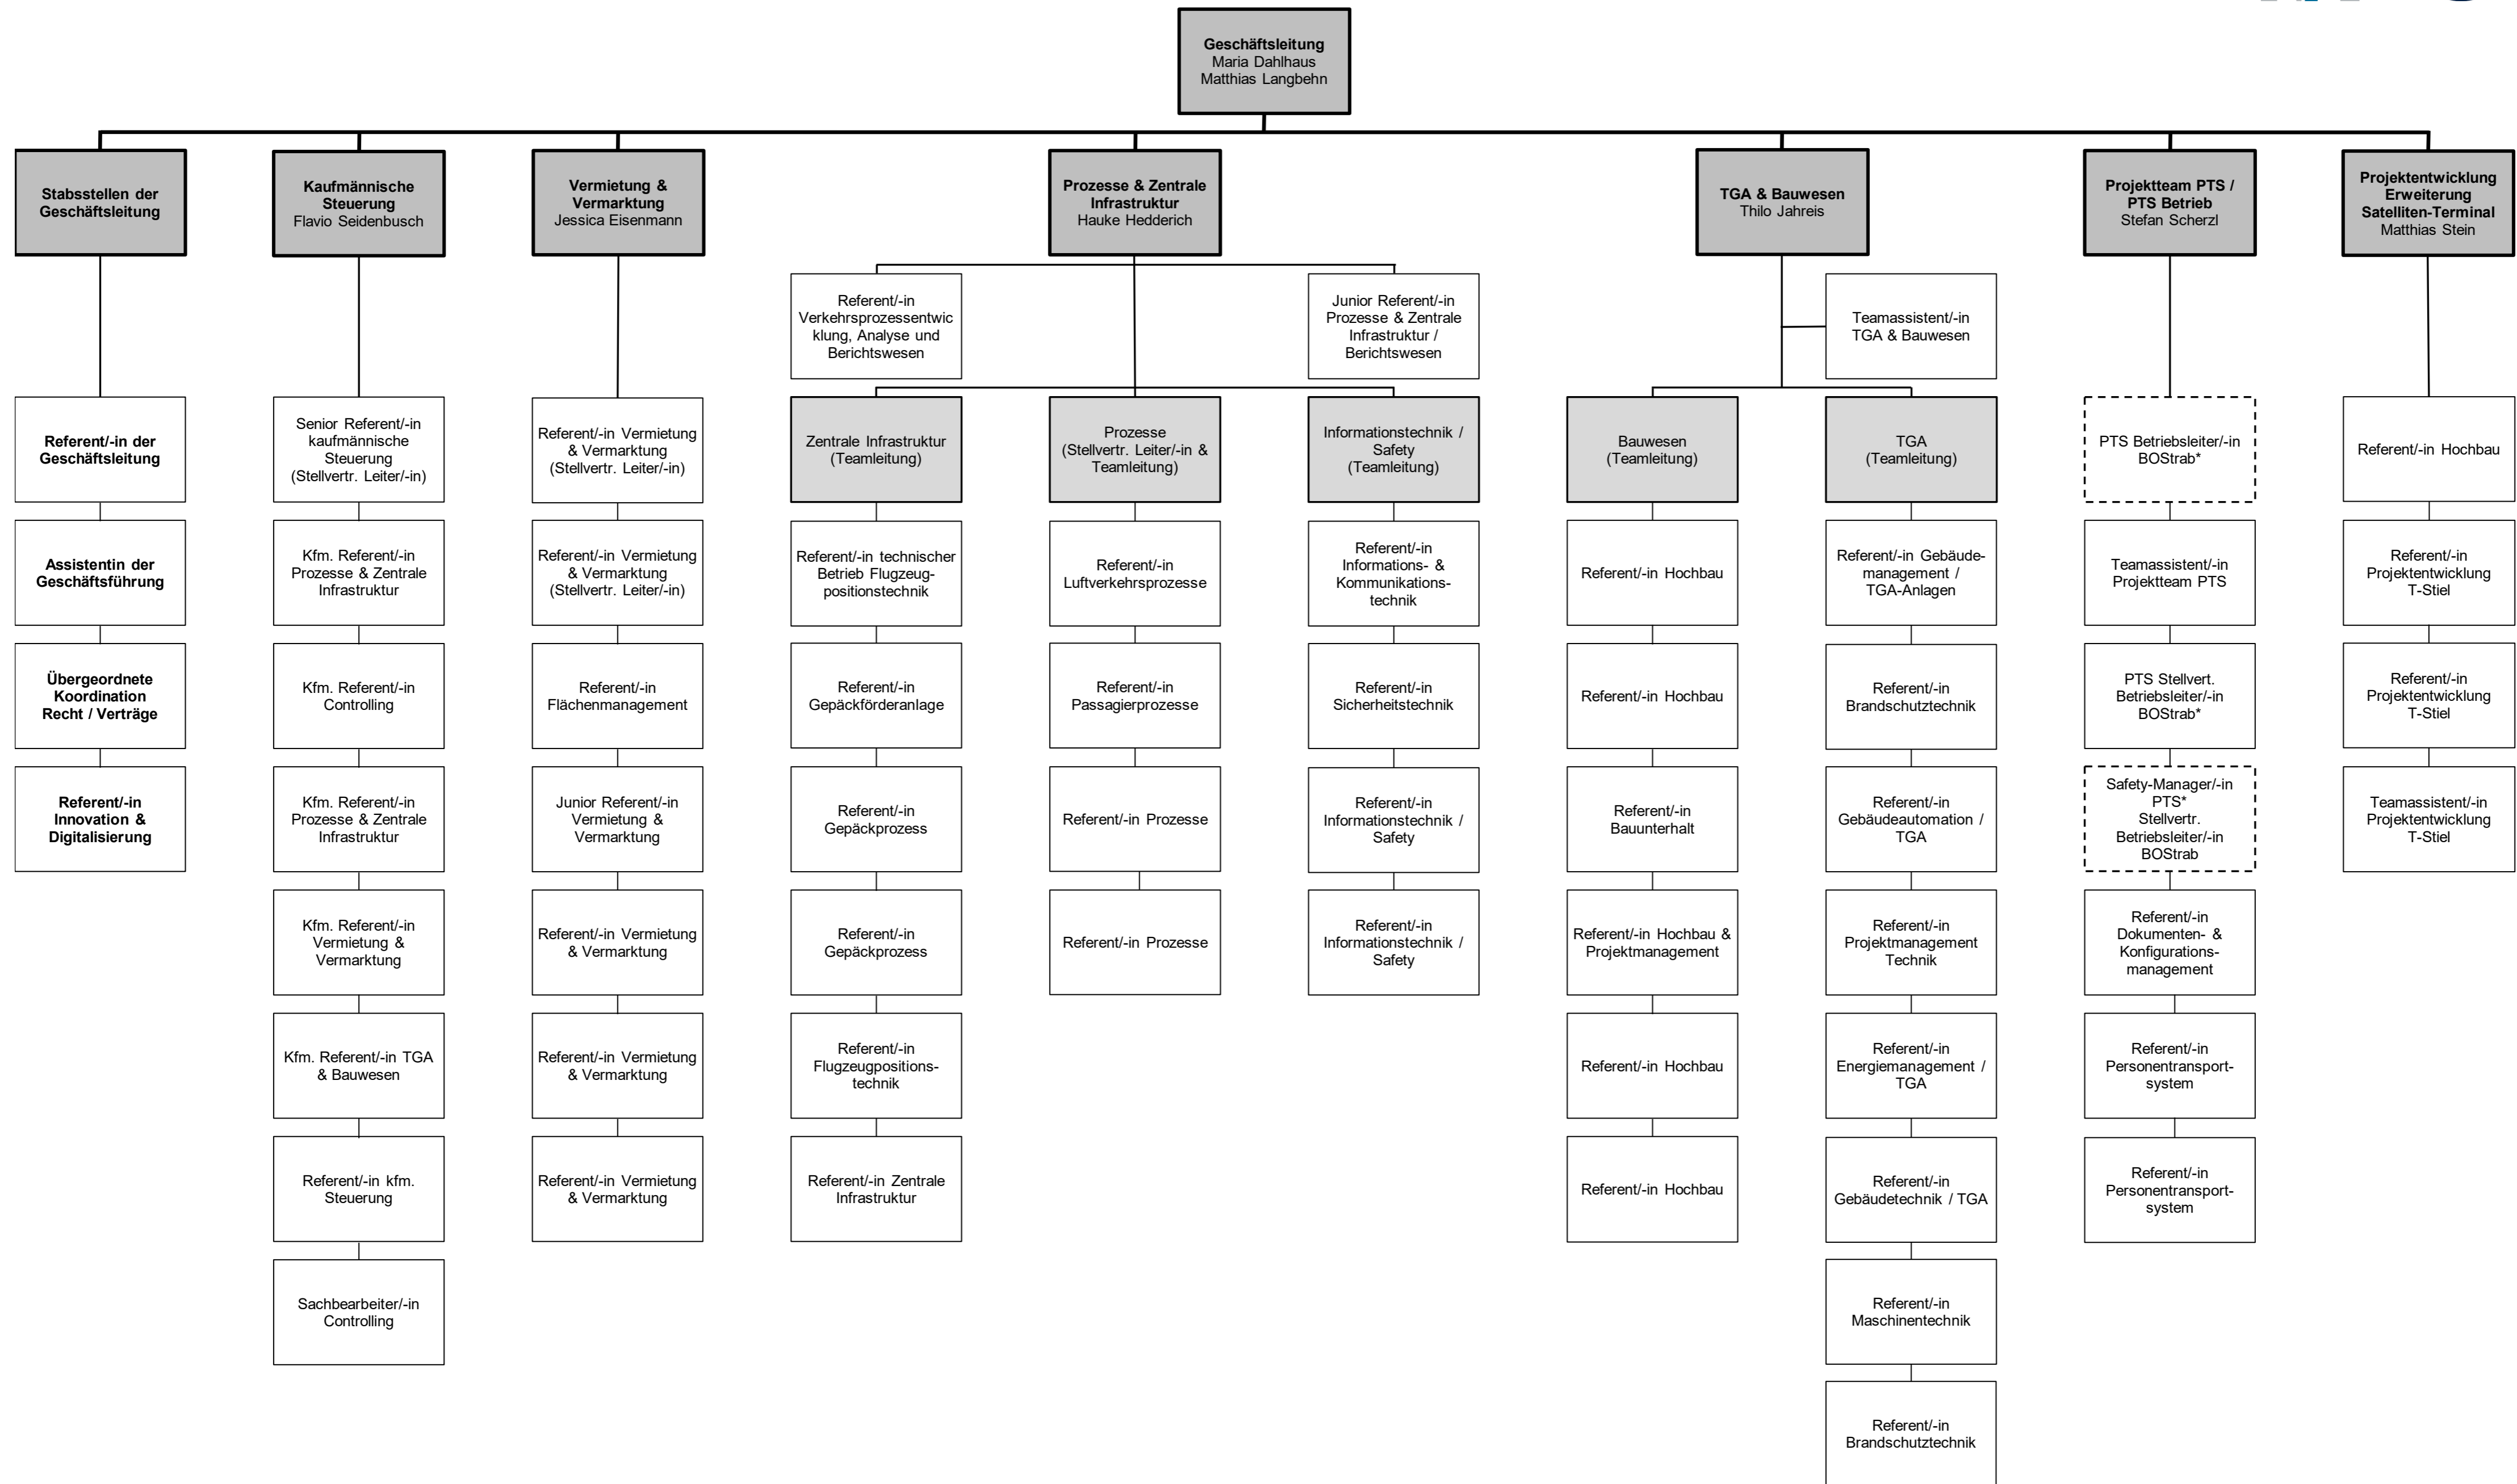 Geschäftsleitung
Maria Dahlhaus
Matthias Langbehn
Stabsstellen der
Geschäftsleitung
Kaufmännische
Steuerung
Flavio Seidenbusch
Vermietung &
Vermarktung
Jessica Eisenmann
Prozesse & Zentrale
Infrastruktur
Hauke Hedderich
TGA & Bauwesen
Thilo Jahreis
Projektteam PTS /
PTS Betrieb
Stefan Scherzl
Projektentwicklung
Erweiterung
Satelliten-Terminal
Matthias Stein
Referent/-in
Verkehrsprozessentwic
klung, Analyse und
Berichtswesen
Junior Referent/-in
Prozesse & Zentrale
Infrastruktur /
Berichtswesen
Teamassistent/-in
TGA & Bauwesen
Referent/-in der
Geschäftsleitung
Assistentin der
Geschäftsführung
Übergeordnete
Koordination
Recht / Verträge
Referent/-in
Innovation &
Digitalisierung
Senior Referent/-in
kaufmännische
Steuerung
(Stellvertr. Leiter/-in)
Kfm. Referent/-in
Prozesse & Zentrale
Infrastruktur
Kfm. Referent/-in
Controlling
Kfm. Referent/-in
Prozesse & Zentrale
Infrastruktur
Kfm. Referent/-in
Vermietung &
Vermarktung
Kfm. Referent/-in TGA
& Bauwesen
Referent/-in kfm.
Steuerung
Sachbearbeiter/-in
Controlling
Referent/-in Vermietung
& Vermarktung
(Stellvertr. Leiter/-in)
Referent/-in Vermietung
& Vermarktung
(Stellvertr. Leiter/-in)
Referent/-in
Flächenmanagement
Junior Referent/-in
Vermietung &
Vermarktung
Referent/-in Vermietung
& Vermarktung
Referent/-in Vermietung
& Vermarktung
Referent/-in Vermietung
& Vermarktung
Zentrale Infrastruktur
(Teamleitung)
Referent/-in technischer
Betrieb Flugzeug-
positionstechnik
Referent/-in
Gepäckförderanlage
Referent/-in
Gepäckprozess
Referent/-in
Gepäckprozess
Referent/-in
Flugzeugpositions-
technik
Referent/-in Zentrale
Infrastruktur
Prozesse
(Stellvertr. Leiter/-in &
Teamleitung)
Referent/-in
Luftverkehrsprozesse
Referent/-in
Passagierprozesse
Referent/-in Prozesse
Referent/-in Prozesse
Informationstechnik /
Safety
(Teamleitung)
Referent/-in
Informations- &
Kommunikations-
technik
Referent/-in
Sicherheitstechnik
Referent/-in
Informationstechnik /
Safety
Referent/-in
Informationstechnik /
Safety
Bauwesen
(Teamleitung)
Referent/-in Hochbau
Referent/-in Hochbau
Referent/-in
Bauunterhalt
Referent/-in Hochbau &
Projektmanagement
Referent/-in Hochbau
Referent/-in Hochbau
TGA
(Teamleitung)
Referent/-in Gebäude-
management /
TGA-Anlagen
Referent/-in
Brandschutztechnik
Referent/-in
Gebäudeautomation /
TGA
Referent/-in
Projektmanagement
Technik
Referent/-in
Energiemanagement /
TGA
Referent/-in
Gebäudetechnik / TGA
Referent/-in
Maschinentechnik
Referent/-in
Brandschutztechnik
PTS Betriebsleiter/-in
BOStrab*
Teamassistent/-in
Projektteam PTS
PTS Stellvert.
Betriebsleiter/-in
BOStrab*
Safety-Manager/-in
PTS*
Stellvertr.
Betriebsleiter/-in
BOStrab
Referent/-in
Dokumenten- &
Konfigurations-
management
Referent/-in
Personentransport-
system
Referent/-in
Personentransport-
system
Referent/-in Hochbau
Referent/-in
Projektentwicklung
T-Stiel
Referent/-in
Projektentwicklung
T-Stiel
Teamassistent/-in
Projektentwicklung
T-Stiel